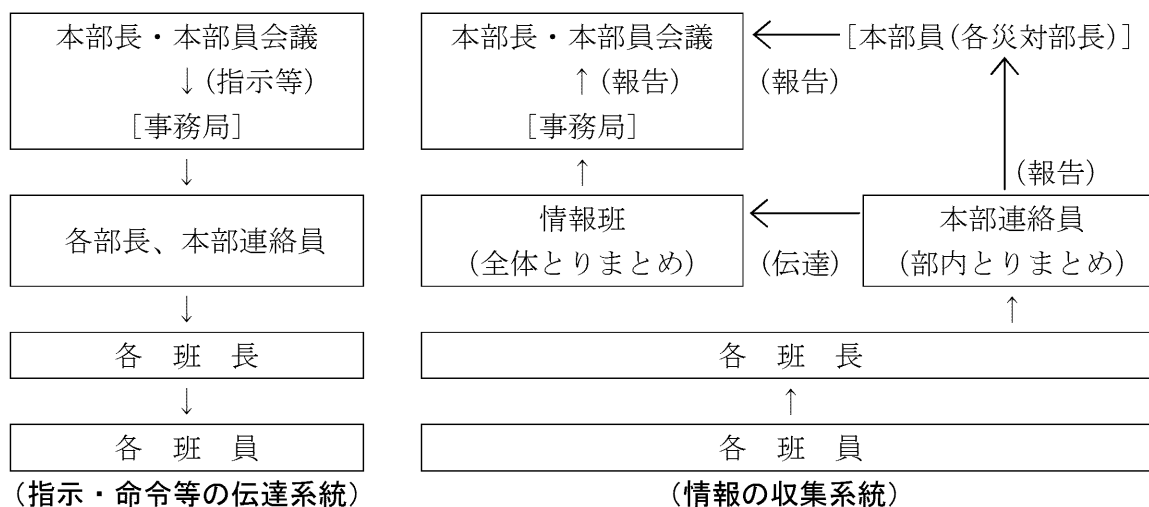 本部長・本部員会議
↓(指示等)
[事務局]
↓
各部長、本部連絡員
↓
各 班 長
↓
各 班 員
(指示・命令等の伝達系統)
本部長・本部員会議
↑(報告)
[事務局]
(報告)
[本部員(各災対部長)]
↑
(報告)
情報班
(全体とりまとめ)
(伝達)
本部連絡員
(部内とりまとめ)
↑
各 班 長
↑
各 班 員
(情報の収集系統)